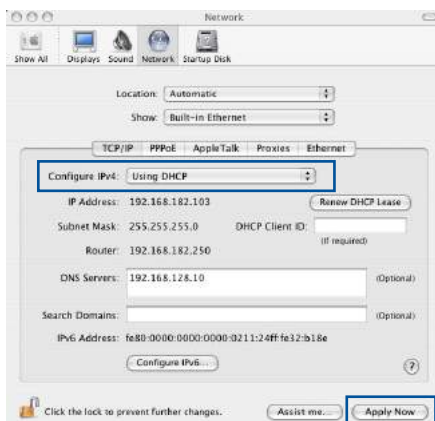 Network
Show All Displays Sound Network Startup Disk
Location: Automatic
Show: Built-in Ethernet
TCP/IP PPPoE AppleTalk Proxies Ethernet
Configure IPv4: Using DHCP
IP Address: 192.168.182.103 Renew DHCP Lease
Subnet Mask: 255.255.255.0 DHCP Client ID:
(If required)
Router: 192.168.182.250
DNS Servers: 192.168.128.10 (Optional)
Search Domains: (Optional)
IPv6 Address: fe80:0000:0000:0000:0211:24ff:fe32:b18e
Configure IPv6... ?
Click the lock to prevent further changes. Assist me... Apply Now